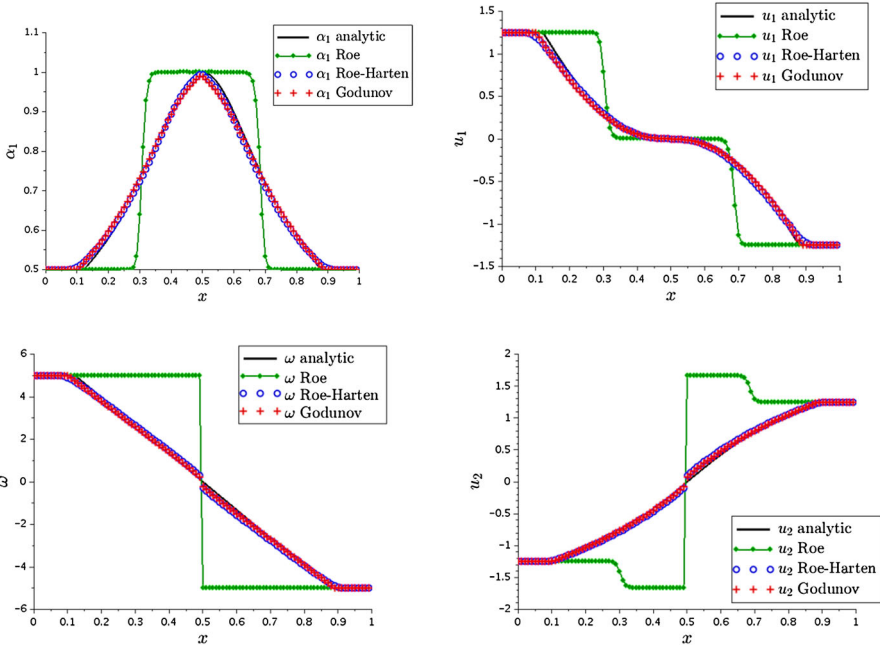 α₁ analytic
α₁ Roe
α₁ Roe-Harten
α₁ Godunov
1.1
1
0.9
0.8
0.7
0.6
0.5
α₁
0 0.1 0.2 0.3 0.4 0.5 0.6 0.7 0.8 0.9 1
x
u₁ analytic
u₁ Roe
u₁ Roe-Harten
u₁ Godunov
1.5
1
0.5
0
-0.5
-1
-1.5
u₁
0 0.1 0.2 0.3 0.4 0.5 0.6 0.7 0.8 0.9 1
x
ω analytic
ω Roe
ω Roe-Harten
ω Godunov
6
4
2
0
-2
-4
-6
ω
0 0.1 0.2 0.3 0.4 0.5 0.6 0.7 0.8 0.9 1
x
2
1.5
1
0.5
0
-0.5
-1
-1.5
-2
u₂
u₂ analytic
u₂ Roe
u₂ Roe-Harten
u₂ Godunov
0 0.1 0.2 0.3 0.4 0.5 0.6 0.7 0.8 0.9 1
x